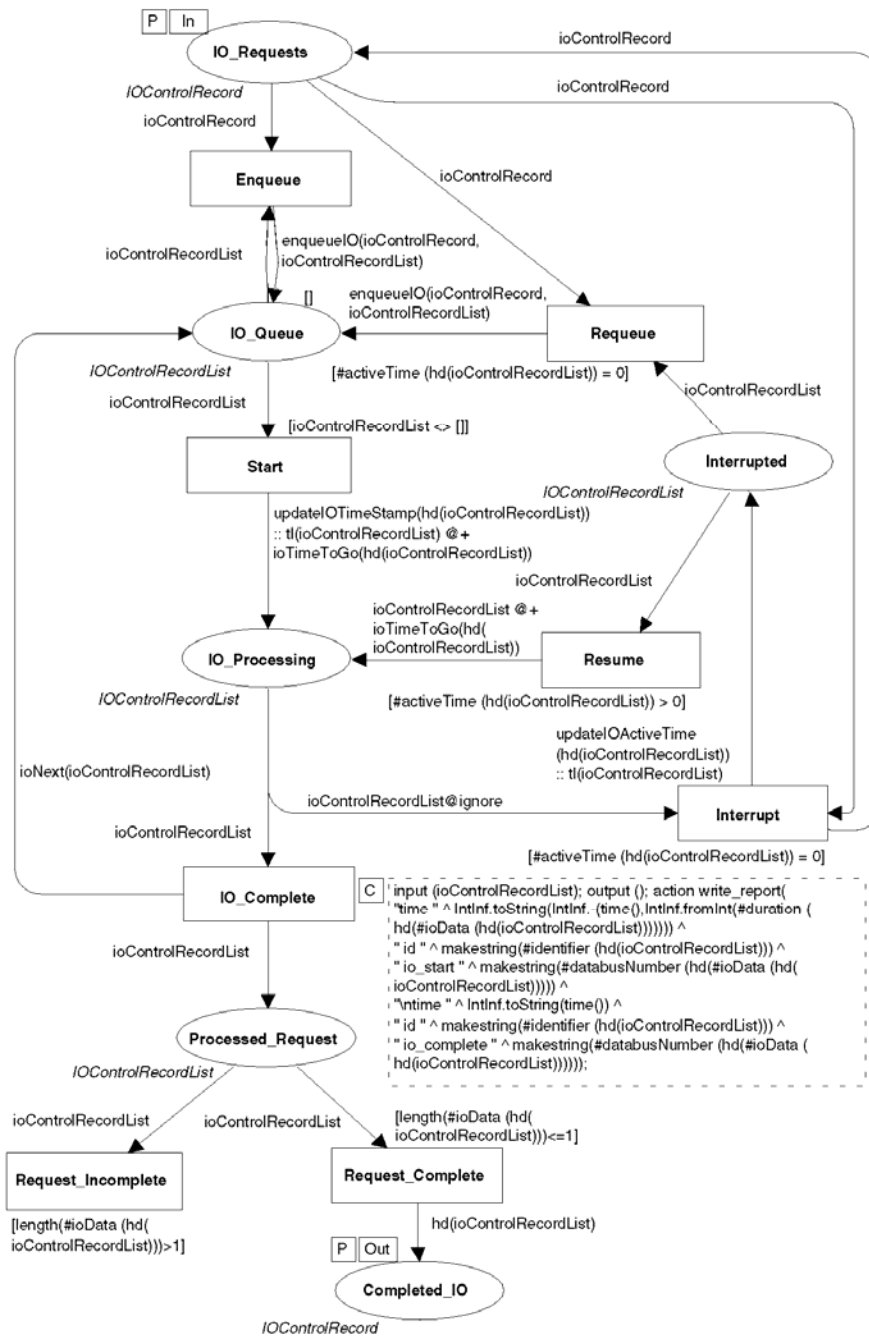 P In
IO_Requests
ioControlRecord
ioControlRecord
IOControlRecord
ioControlRecord
Enqueue
ioControlRecord
ioControlRecordList
enqueueIO(ioControlRecord,
ioControlRecordList)
[]
enqueueIO(ioControlRecord,
ioControlRecordList)
IO_Queue
Requeue
IOControlRecordList
[#activeTime (hd(ioControlRecordList)) = 0]
ioControlRecordList
ioControlRecordList
[ioControlRecordList <> []]
Start
Interrupted
IOControlRecordList
updateIOTimeStamp(hd(ioControlRecordList))
:: tl(ioControlRecordList) @+
ioTimeToGo(hd(ioControlRecordList))
ioControlRecordList
ioControlRecordList @+
ioTimeToGo(hd(
ioControlRecordList))
IO_Processing
Resume
IOControlRecordList
[#activeTime (hd(ioControlRecordList)) > 0]
updateIOActiveTime
(hd(ioControlRecordList))
:: tl(ioControlRecordList)
ioNext(ioControlRecordList)
ioControlRecordList@ignore
Interrupt
ioControlRecordList
[#activeTime (hd(ioControlRecordList)) = 0]
IO_Complete
C
input (ioControlRecordList); output (); action write_report(
"time " ^ IntInf.toString(IntInf.-(time(),IntInf.fromInt(#duration (
hd(#ioData (hd(ioControlRecordList))))))) ^
" id " ^ makestring(#identifier (hd(ioControlRecordList))) ^
" io_start " ^ makestring(#databusNumber (hd(#ioData (hd(
ioControlRecordList))))) ^
"\ntime " ^ IntInf.toString(time()) ^
" id " ^ makestring(#identifier (hd(ioControlRecordList))) ^
" io_complete " ^ makestring(#databusNumber (hd(#ioData (
hd(ioControlRecordList))))));
ioControlRecordList
Processed_Request
IOControlRecordList
ioControlRecordList
ioControlRecordList
[length(#ioData (hd(
ioControlRecordList)))<=1]
Request_Incomplete
Request_Complete
[length(#ioData (hd(
ioControlRecordList)))>1]
hd(ioControlRecordList)
P Out
Completed_IO
IOControlRecord